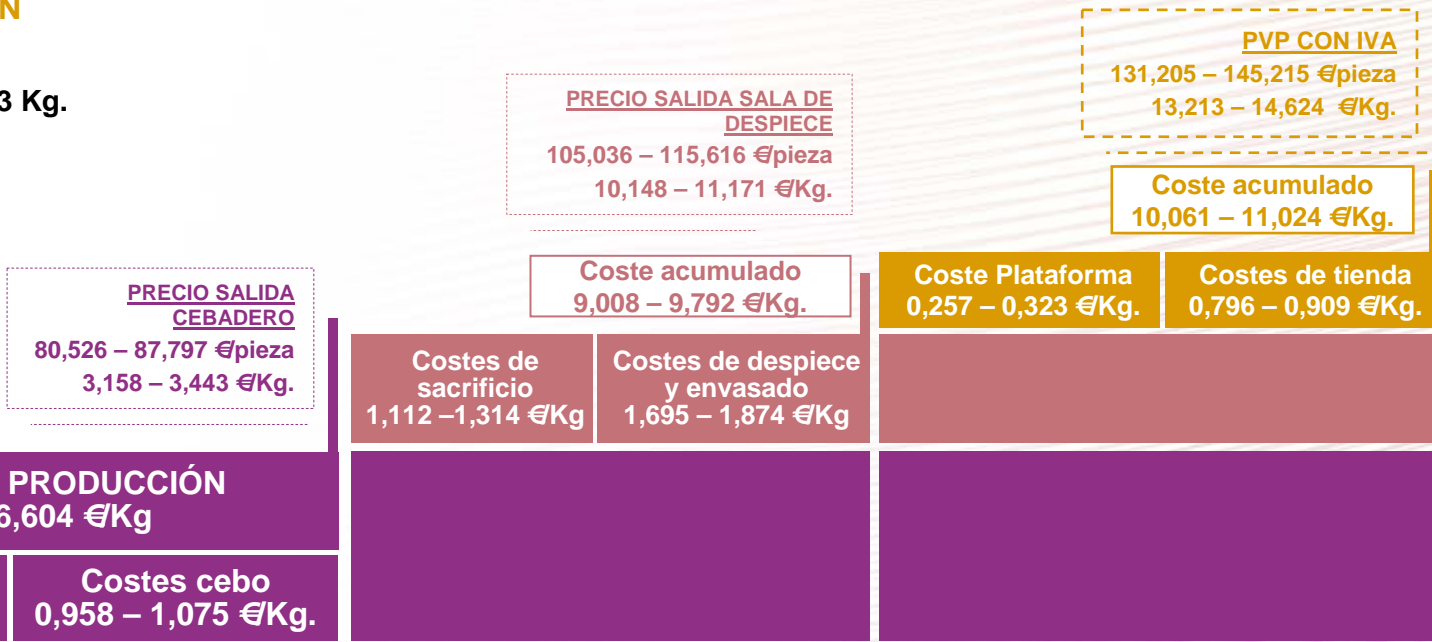 N
3 Kg.
PVP CON IVA
131,205 – 145,215 €/pieza
13,213 – 14,624 €/Kg.
PRECIO SALIDA SALA DE
DESPIECE
105,036 – 115,616 €/pieza
10,148 – 11,171 €/Kg.
Coste acumulado
10,061 – 11,024 €/Kg.
Coste acumulado
9,008 – 9,792 €/Kg.
Coste Plataforma
0,257 – 0,323 €/Kg.
Costes de tienda
0,796 – 0,909 €/Kg.
PRECIO SALIDA
CEBADERO
80,526 – 87,797 €/pieza
3,158 – 3,443 €/Kg.
Costes de
sacrificio
1,112 –1,314 €/Kg
Costes de despiece
y envasado
1,695 – 1,874 €/Kg
PRODUCCIÓN
6,604 €/Kg
Costes cebo
0,958 – 1,075 €/Kg.